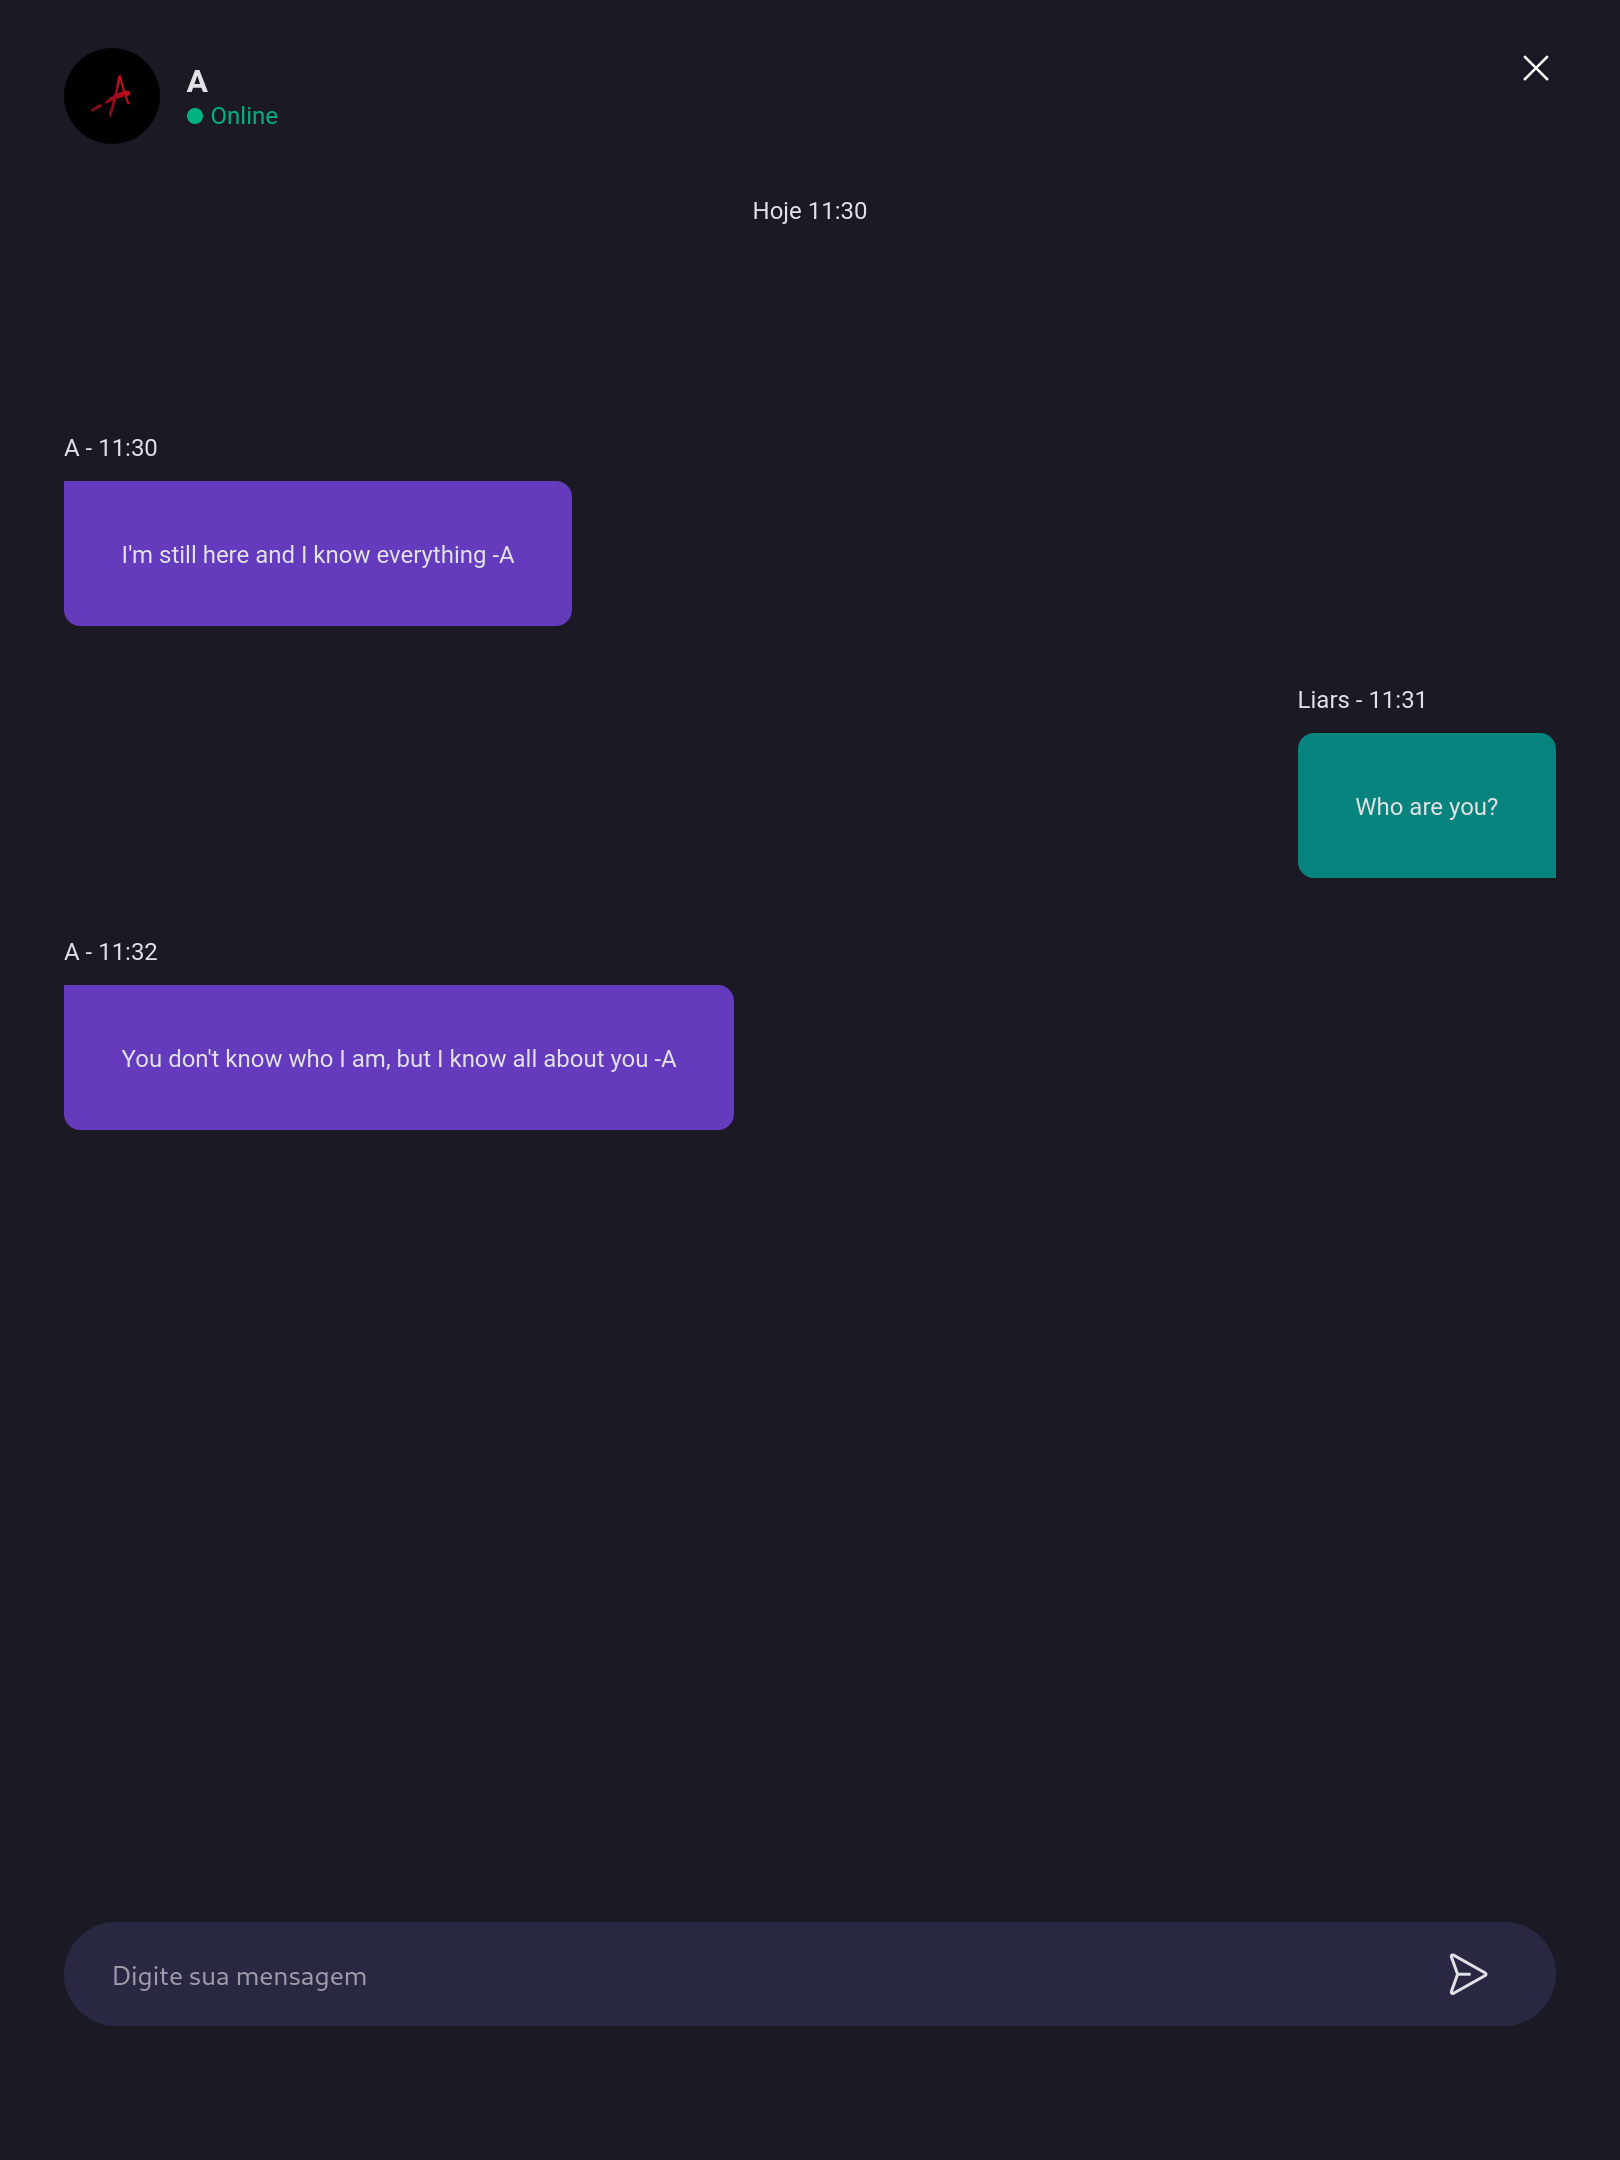 -A
A
Online
Hoje 11:30
A - 11:30
I'm still here and I know everything -A
Liars - 11:31
Who are you?
A - 11:32
You don't know who I am, but I know all about you -A
Digite sua mensagem